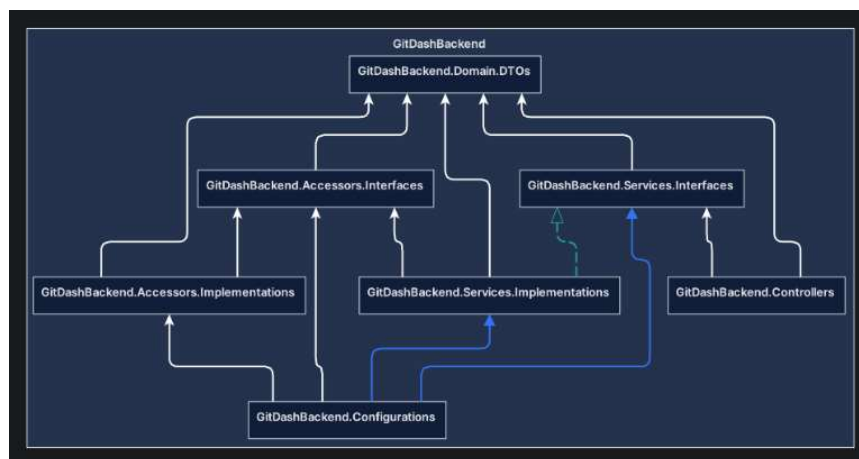 GitDashBackend
GitDashBackend.Domain.DTOs
GitDashBackend.Accessors.Interfaces
GitDashBackend.Services.Interfaces
GitDashBackend.Accessors.Implementations
GitDashBackend.Services.Implementations
GitDashBackend.Controllers
GitDashBackend.Configurations